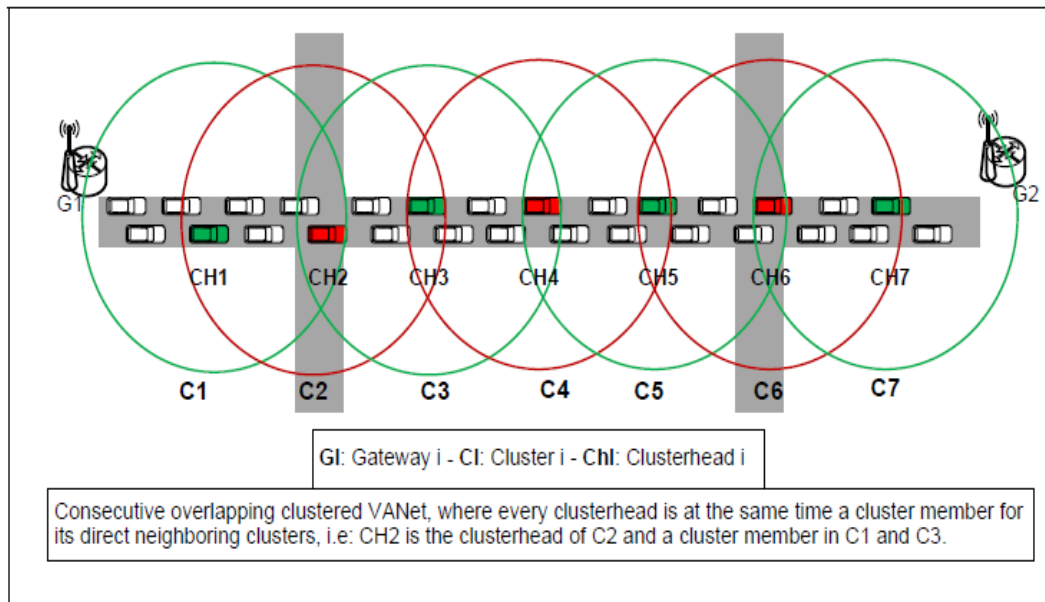 G1
G2
CH1 CH2 CH3 CH4 CH5 CH6 CH7
C1 C2 C3 C4 C5 C6 C7
GI: Gateway i - CI: Cluster i - ChI: Clusterhead i
Consecutive overlapping clustered VANet, where every clusterhead is at the same time a cluster member for
its direct neighboring clusters, i.e: CH2 is the clusterhead of C2 and a cluster member in C1 and C3.